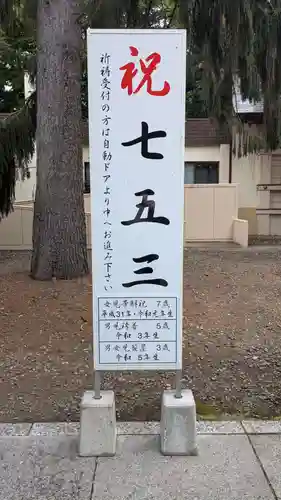 祝
七五三
祈祷受付の方は自動ドアより中へお進み下さい
女児帯解祝 7歳
平成31年・令和元年生
男児袴着 5歳
令和 3年生
男女児髪置 3歳
令和 5年生